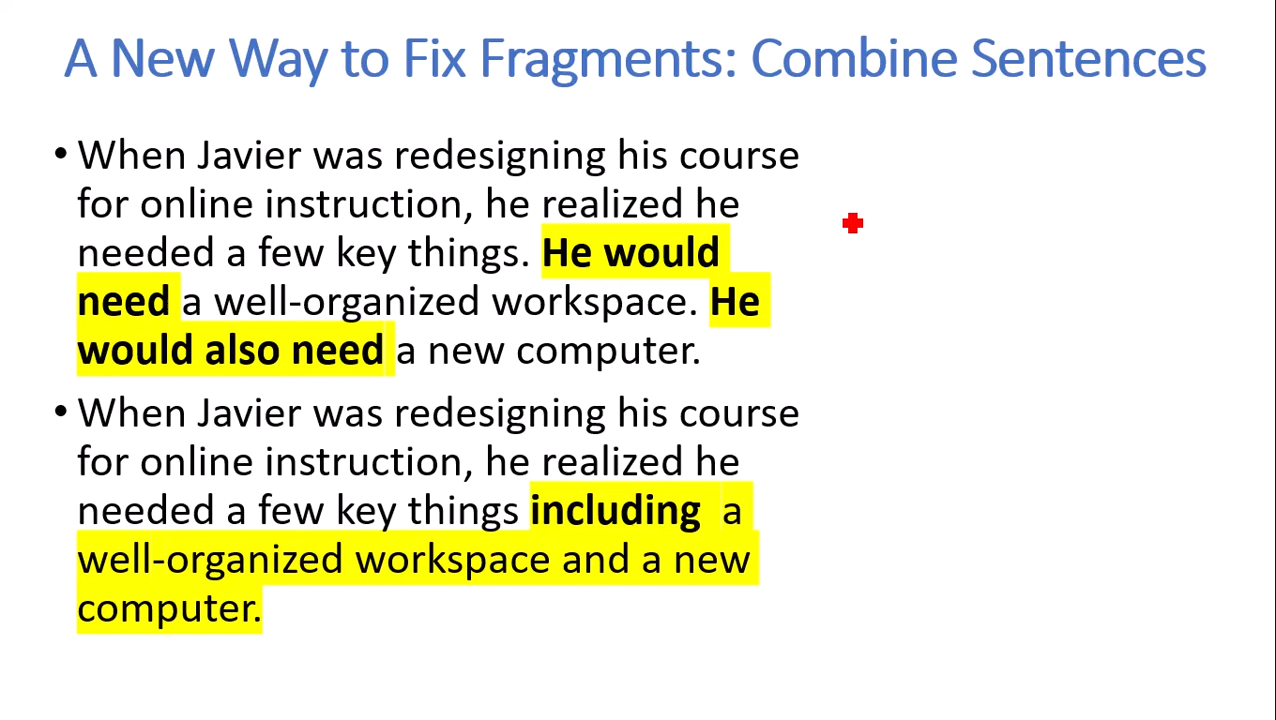 A New Way to Fix Fragments: Combine Sentences
• When Javier was redesigning his course
for online instruction, he realized he
needed a few key things. He would
need a well-organized workspace. He
would also need a new computer.
• When Javier was redesigning his course
for online instruction, he realized he
needed a few key things including a
well-organized workspace and a new
computer.